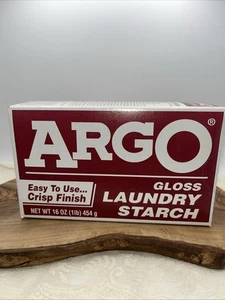 ARGO®
Easy To Use...
Crisp Finish
GLOSS
LAUNDRY
STARCH
NET WT 16 OZ (1lb) 454 g